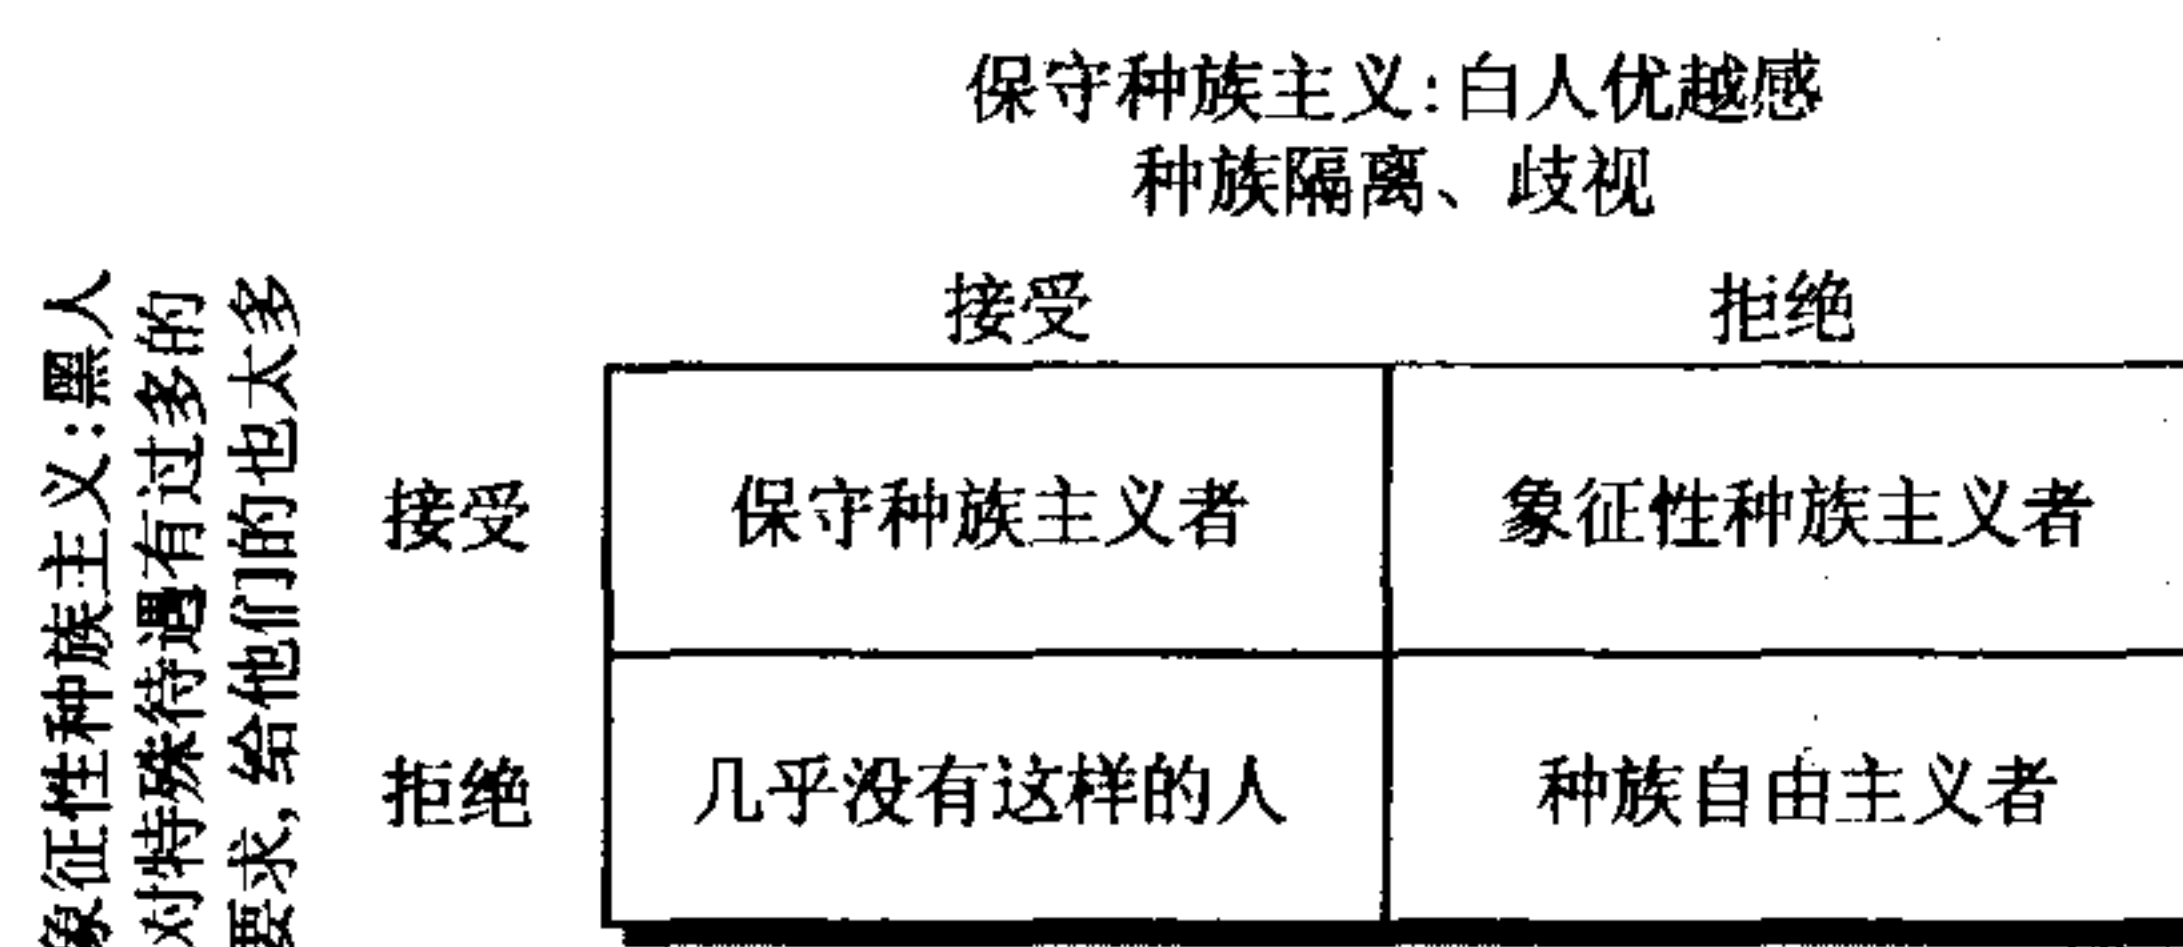 保守种族主义:白人优越感
种族隔离、歧视
接受
拒绝
象征性种族主义:黑人
对特殊待遇有过多的
要求,给他们的也太多
接受
保守种族主义者
象征性种族主义者
拒绝
几乎没有这样的人
种族自由主义者